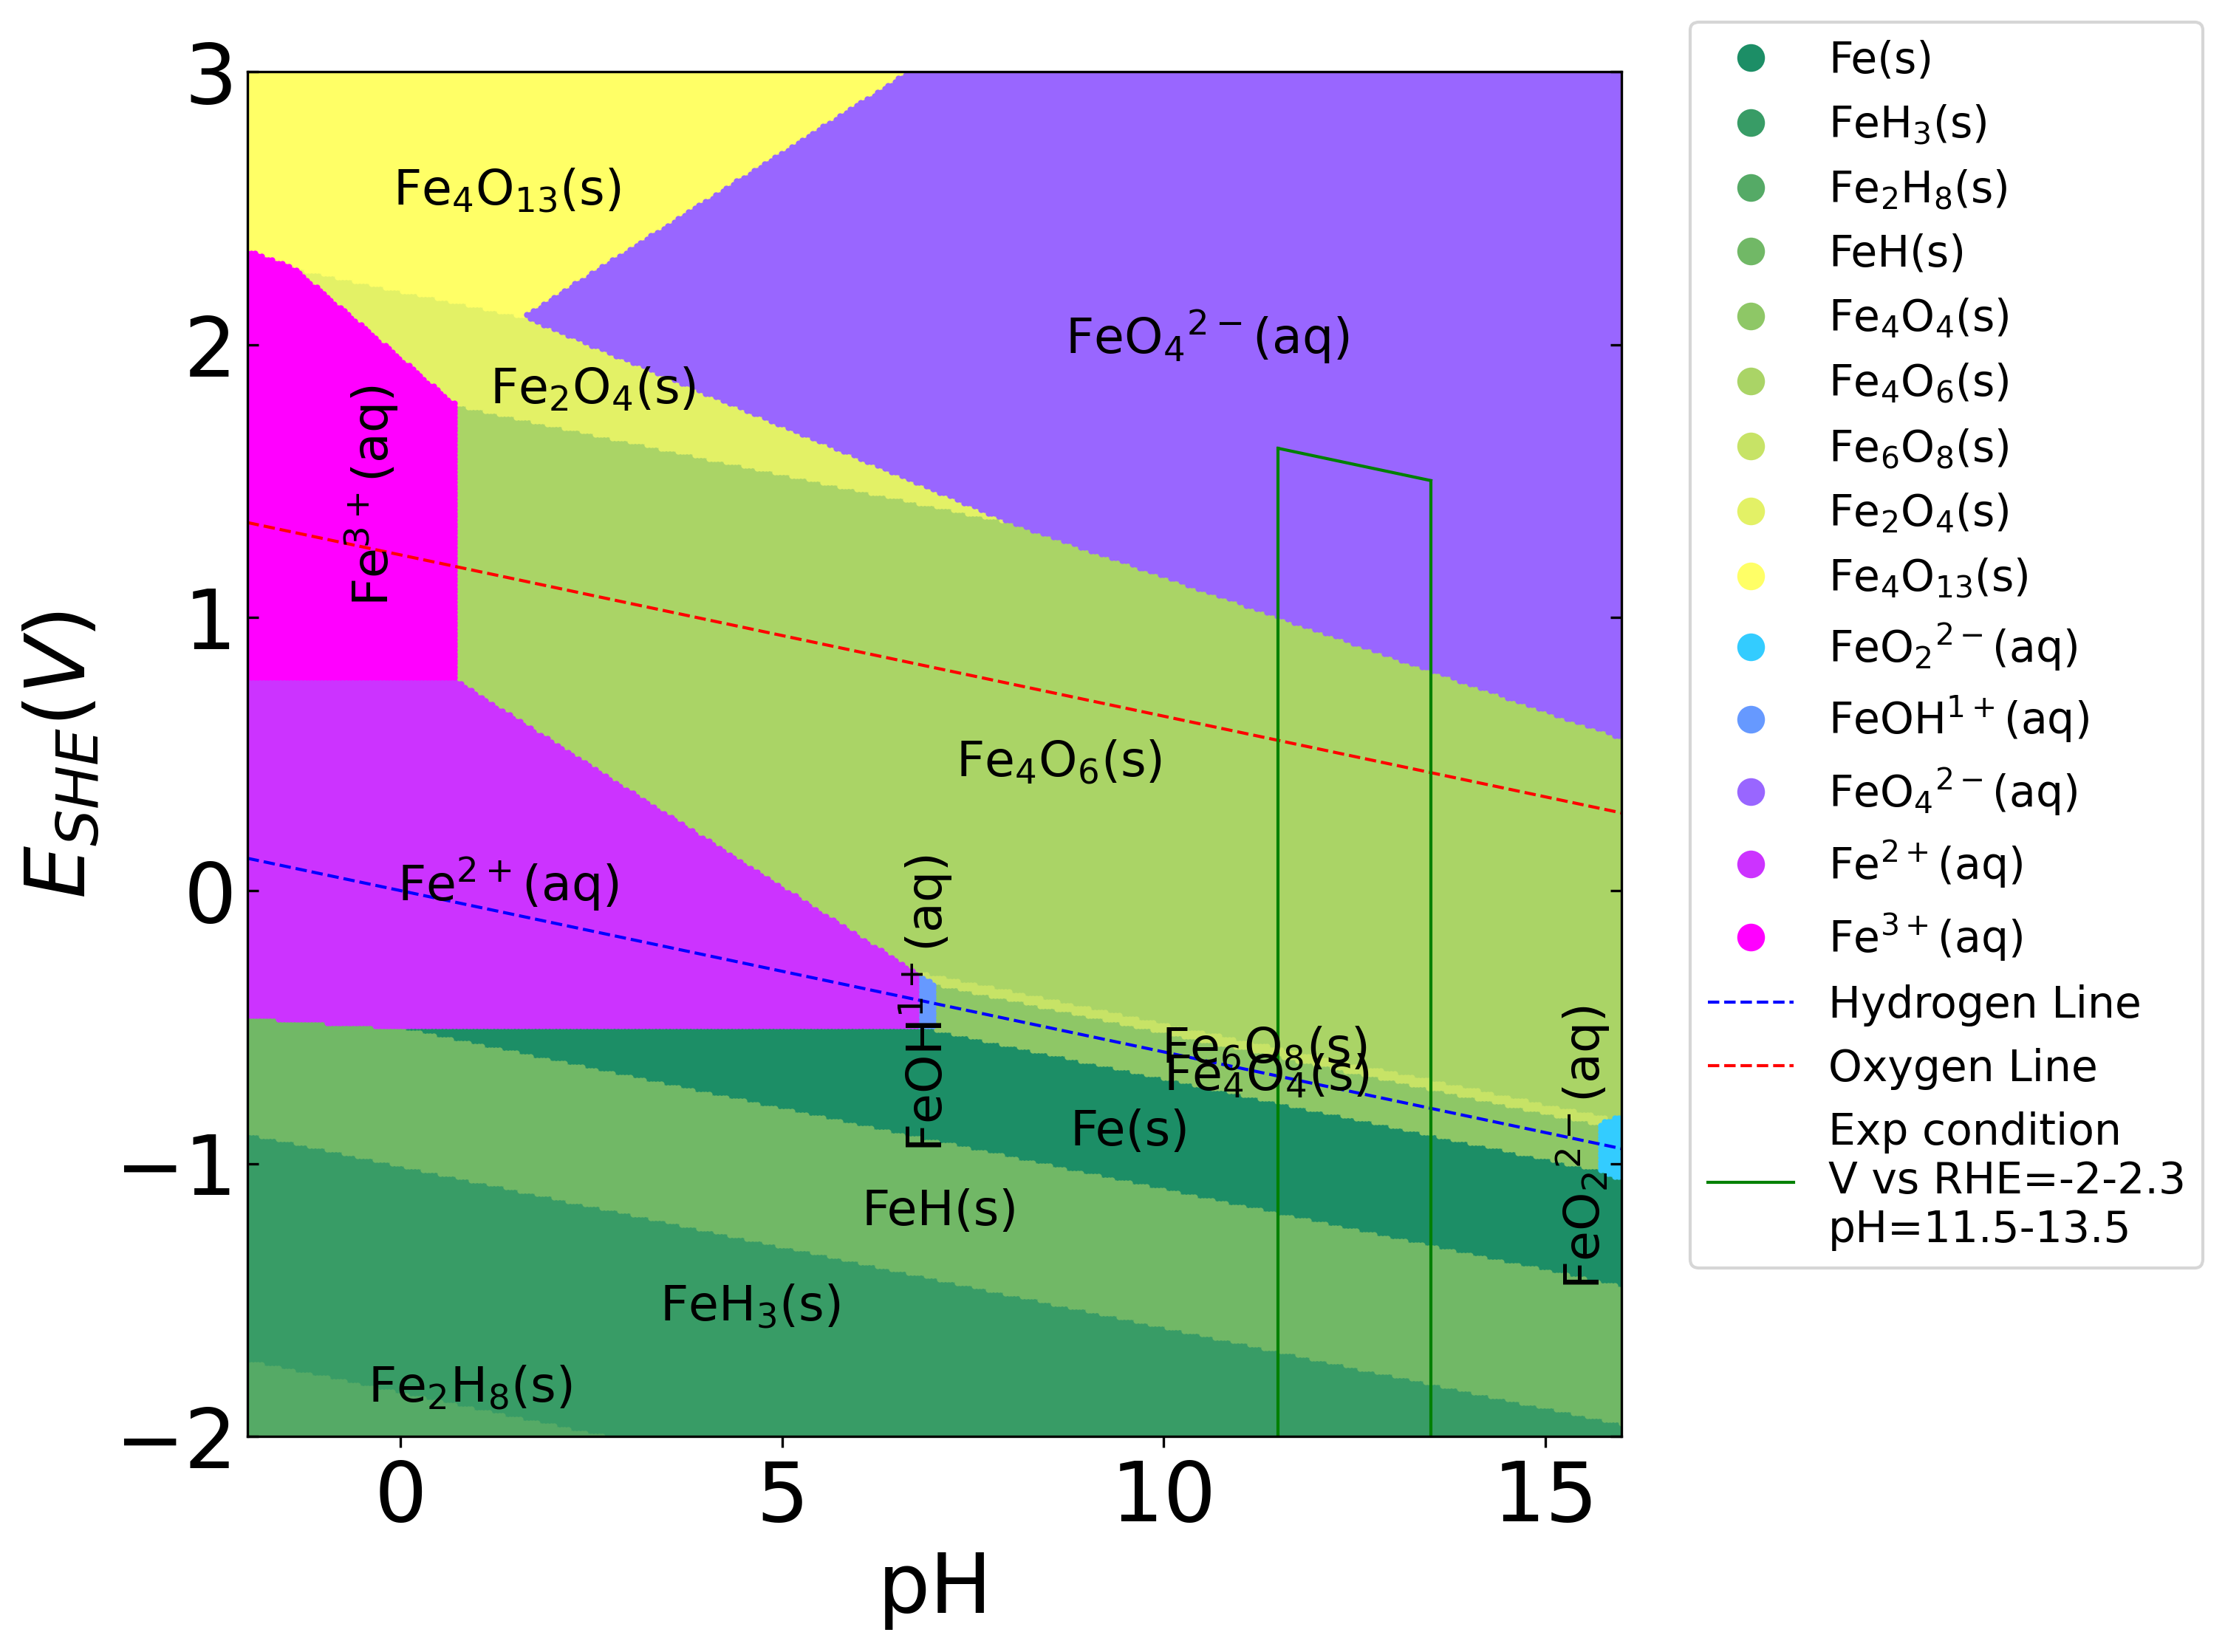 3
2
1
0
−1
−2
0
5
10
15
E_{SHE}(V)
pH
Fe₄O₁₃(s)
FeO₄²⁻(aq)
Fe₂O₄(s)
Fe³⁺(aq)
Fe₄O₆(s)
Fe²⁺(aq)
FeOH¹⁺(aq)
Fe₆O₈(s)
Fe₄O₄(s)
Fe(s)
FeO₂²⁻(aq)
FeH(s)
FeH₃(s)
Fe₂H₈(s)
Fe(s)
FeH₃(s)
Fe₂H₈(s)
FeH(s)
Fe₄O₄(s)
Fe₄O₆(s)
Fe₆O₈(s)
Fe₂O₄(s)
Fe₄O₁₃(s)
FeO₂²⁻(aq)
FeOH¹⁺(aq)
FeO₄²⁻(aq)
Fe²⁺(aq)
Fe³⁺(aq)
Hydrogen Line
Oxygen Line
Exp condition
V vs RHE=-2-2.3
pH=11.5-13.5